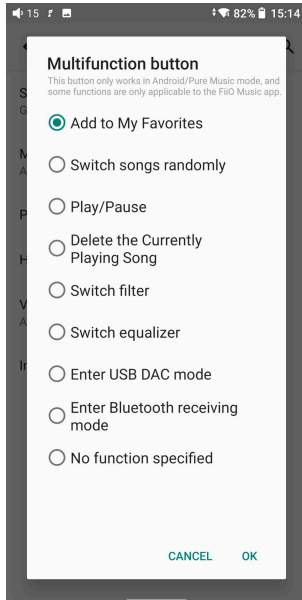 15 82% 15:14
Multifunction button
This button only works in Android/Pure Music mode, and
some functions are only applicable to the FiiO Music app.
Add to My Favorites
Switch songs randomly
Play/Pause
Delete the Currently
Playing Song
Switch filter
Switch equalizer
Enter USB DAC mode
Enter Bluetooth receiving
mode
No function specified
CANCEL OK